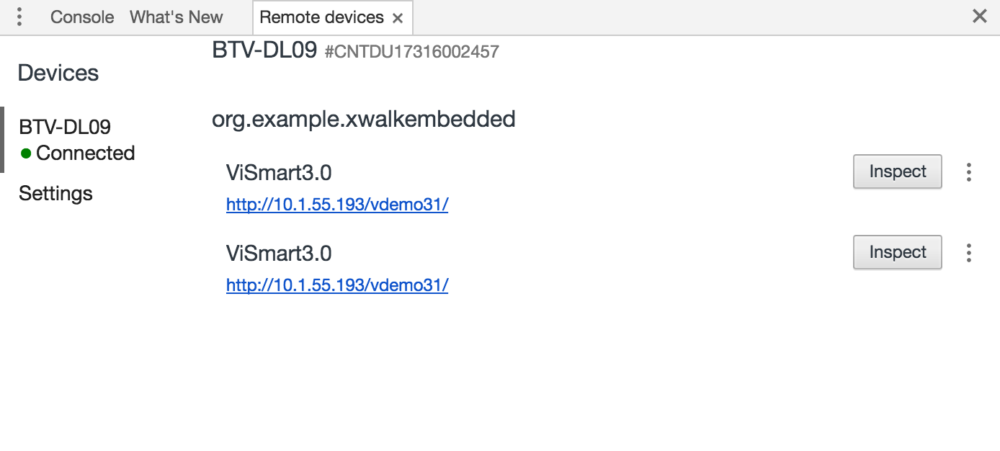 Console What's New Remote devices
BTV-DL09 #CNTDU17316002457
Devices
BTV-DL09
Connected
Settings
org.example.xwalkembedded
ViSmart3.0 Inspect
http://10.1.55.193/vdemo31/
ViSmart3.0 Inspect
http://10.1.55.193/vdemo31/